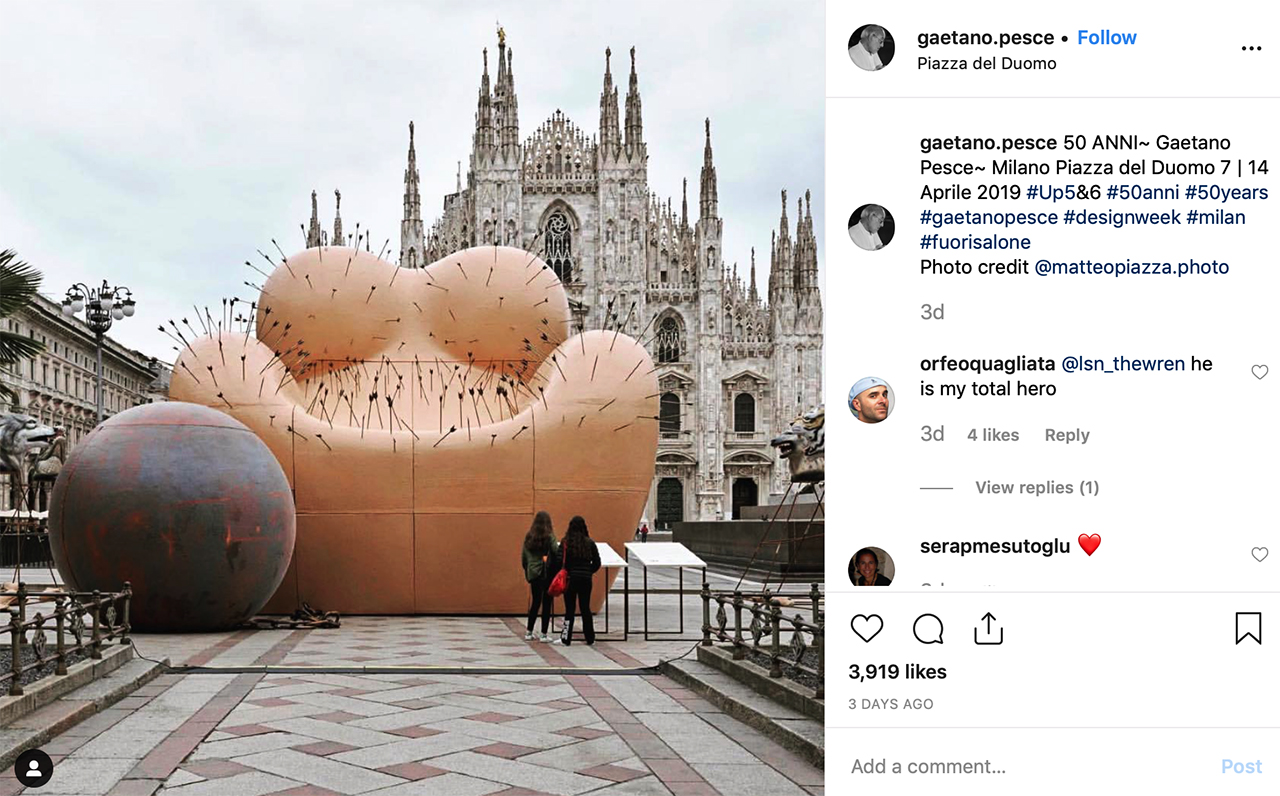 gaetano.pesce • Follow
Piazza del Duomo
gaetano.pesce 50 ANNI~ Gaetano
Pesce~ Milano Piazza del Duomo 7 | 14
Aprile 2019 #Up5&6 #50anni #50years
#gaetanopesce #designweek #milan
#fuorisalone
Photo credit @matteopiazza.photo
3d
orfeoquagliata @lsn_thewren he
is my total hero
3d 4 likes Reply
View replies (1)
serapmesutoglu ❤️
3,919 likes
3 DAYS AGO
Add a comment... Post